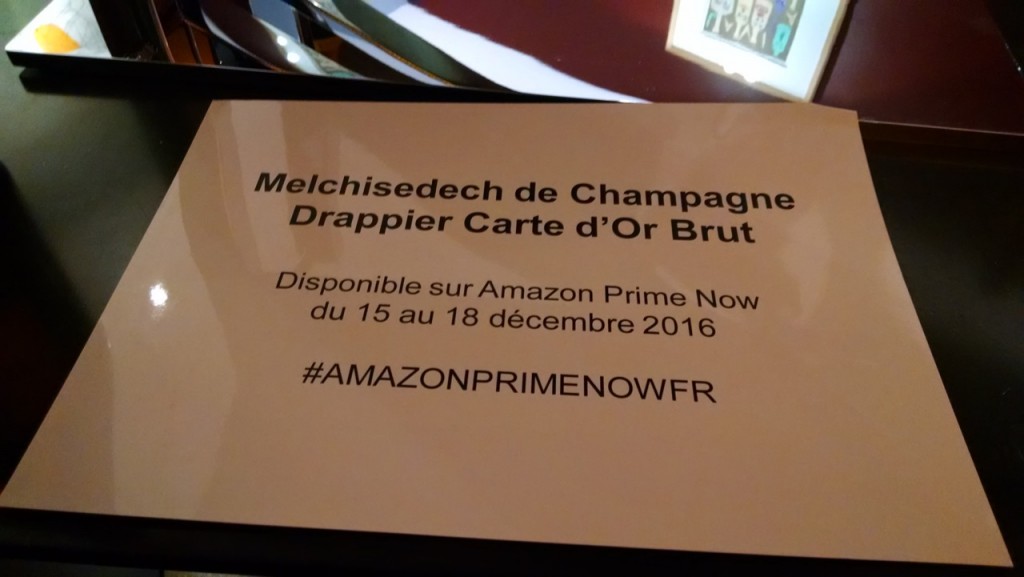 Melchisedech de Champagne
Drappier Carte d'Or Brut
Disponible sur Amazon Prime Now
du 15 au 18 décembre 2016
#AMAZONPRIMENOWFR